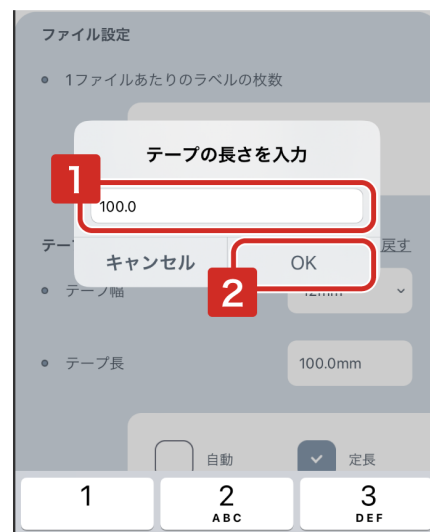 ファイル設定
1ファイルあたりのラベルの枚数
テープの長さを入力
1
100.0
戻す
キャンセル
OK
2
テープ幅
12mm
テープ長
100.0mm
自動
定長
1
2
ABC
3
DEF